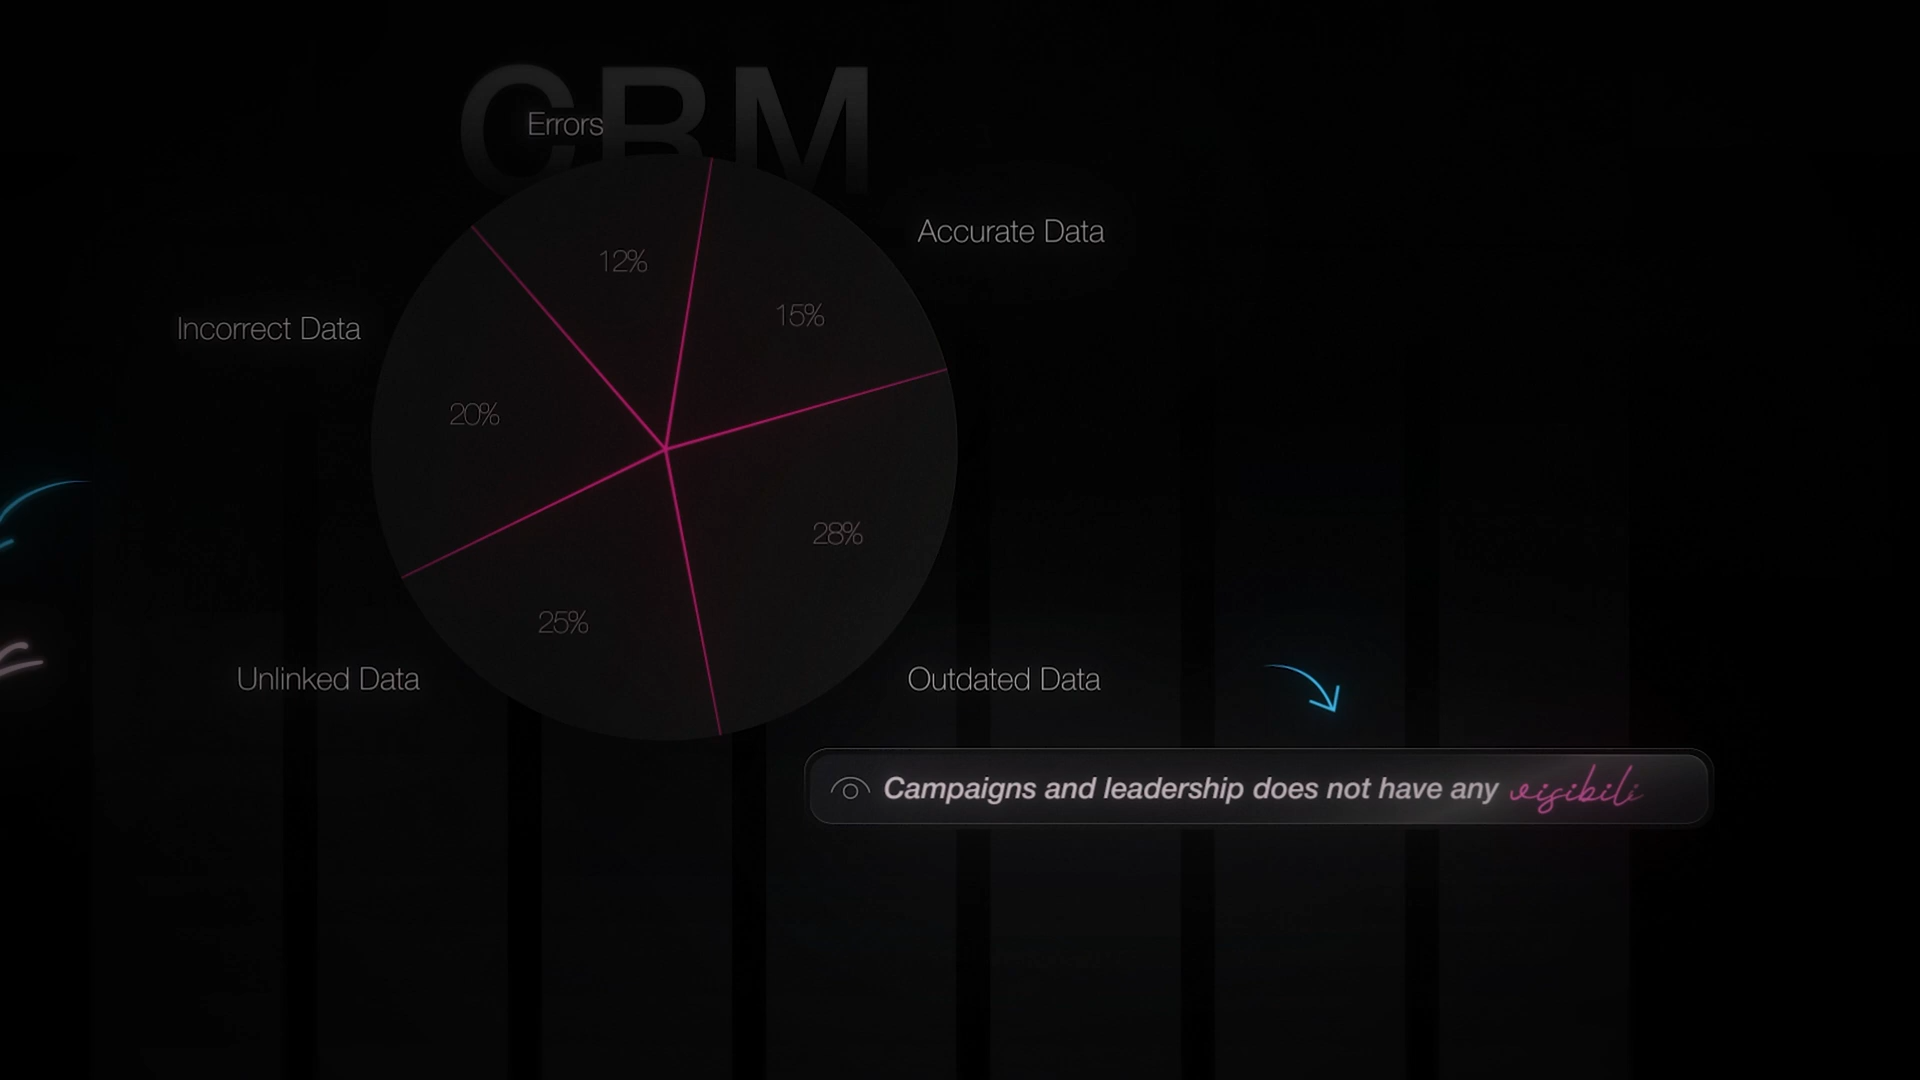 CRM
Errors
Accurate Data
12%
15%
Incorrect Data
20%
28%
25%
Unlinked Data
Outdated Data
Campaigns and leadership does not have any visibili